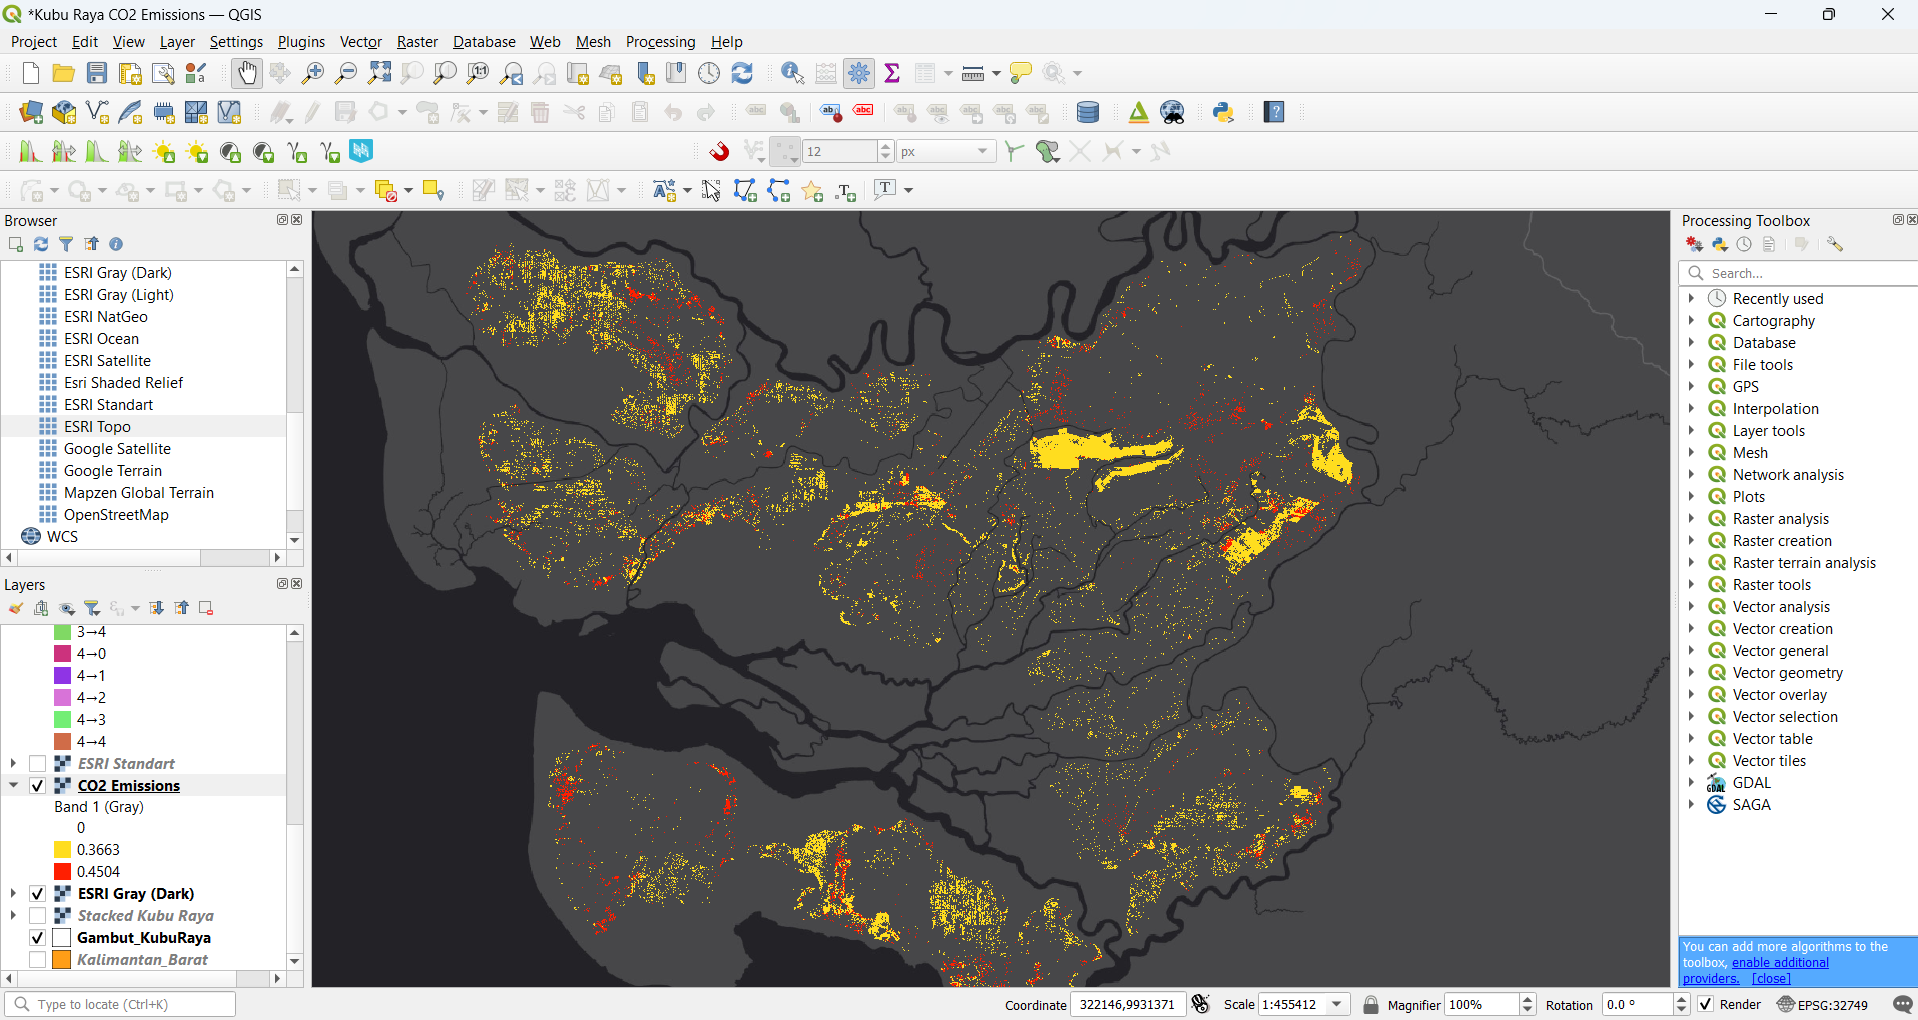 *Kubu Raya CO2 Emissions — QGIS
Project Edit View Layer Settings Plugins Vector Raster Database Web Mesh Processing Help
12 px
Browser
ESRI Gray (Dark)
ESRI Gray (Light)
ESRI NatGeo
ESRI Ocean
ESRI Satellite
Esri Shaded Relief
ESRI Standart
ESRI Topo
Google Satellite
Google Terrain
Mapzen Global Terrain
OpenStreetMap
WCS
Layers
3→4
4→0
4→1
4→2
4→3
4→4
ESRI Standart
CO2 Emissions
Band 1 (Gray)
0
0.3663
0.4504
ESRI Gray (Dark)
Stacked Kubu Raya
Gambut_KubuRaya
Kalimantan_Barat
Processing Toolbox
Search...
Recently used
Cartography
Database
File tools
GPS
Interpolation
Layer tools
Mesh
Network analysis
Plots
Raster analysis
Raster creation
Raster terrain analysis
Raster tools
Vector analysis
Vector creation
Vector general
Vector geometry
Vector overlay
Vector selection
Vector table
Vector tiles
GDAL
SAGA
You can add more algorithms to the
toolbox, enable additional
providers. [close]
Type to locate (Ctrl+K)
Coordinate 322146,9931371 Scale 1:455412 Magnifier 100% Rotation 0.0 ° Render EPSG:32749